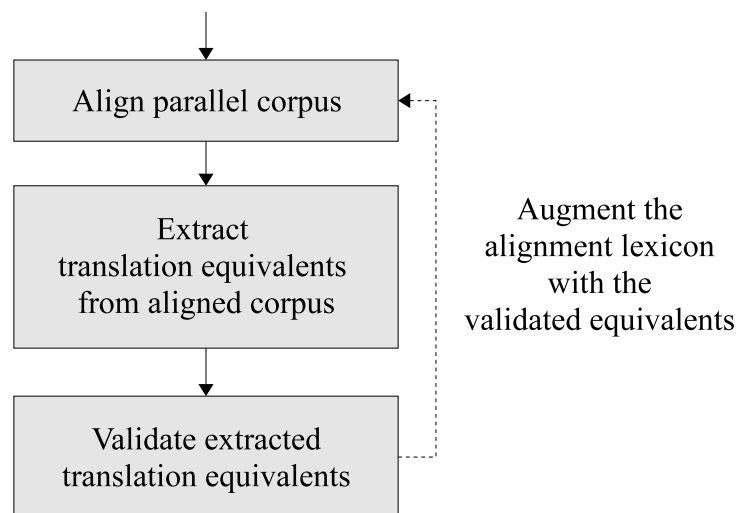 Align parallel corpus
Extract
translation equivalents
from aligned corpus
Augment the
alignment lexicon
with the
validated equivalents
Validate extracted
translation equivalents